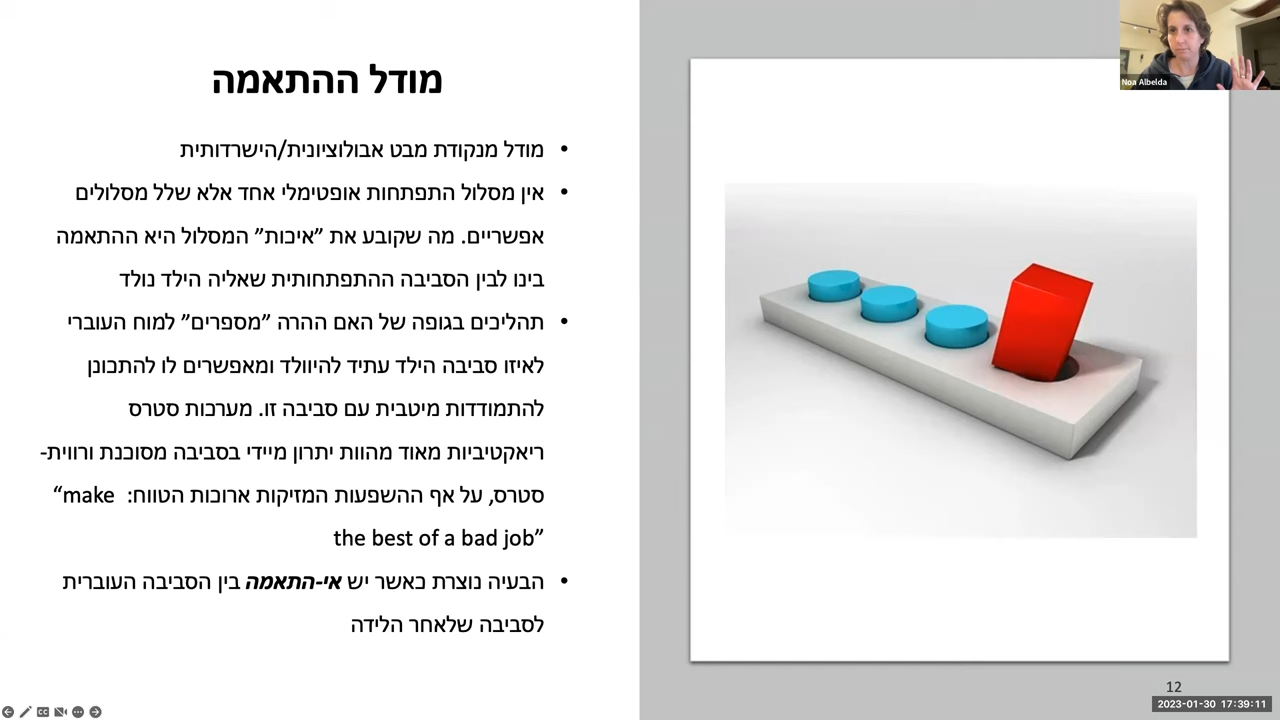 מודל ההתאמה
• מודל מנקודת מבט אבולוציונית/הישרדותית
• אין מסלול התפתחות אופטימלי אחד אלא שלל מסלולים
אפשריים. מה שקובע את ״איכות״ המסלול היא ההתאמה
בינו לבין הסביבה ההתפתחותית שאליה הילד נולד
• תהליכים בגופה של האם ההרה ״מספרים״ למוח העוברי
לאיזו סביבה הילד עתיד להיוולד ומאפשרים לו להתכונן
להתמודדות מיטבית עם סביבה זו. מערכות סטרס
ריאקטיביות מאוד מהוות יתרון מיידי בסביבה מסוכנת ורווית-
סטרס, על אף ההשפעות המזיקות ארוכות הטווח: “make
the best of a bad job”
• הבעיה נוצרת כאשר יש אי-התאמה בין הסביבה העוברית
לסביבה שלאחר הלידה
Noa Albelda
12
2023-01-30 17:39:11
CC